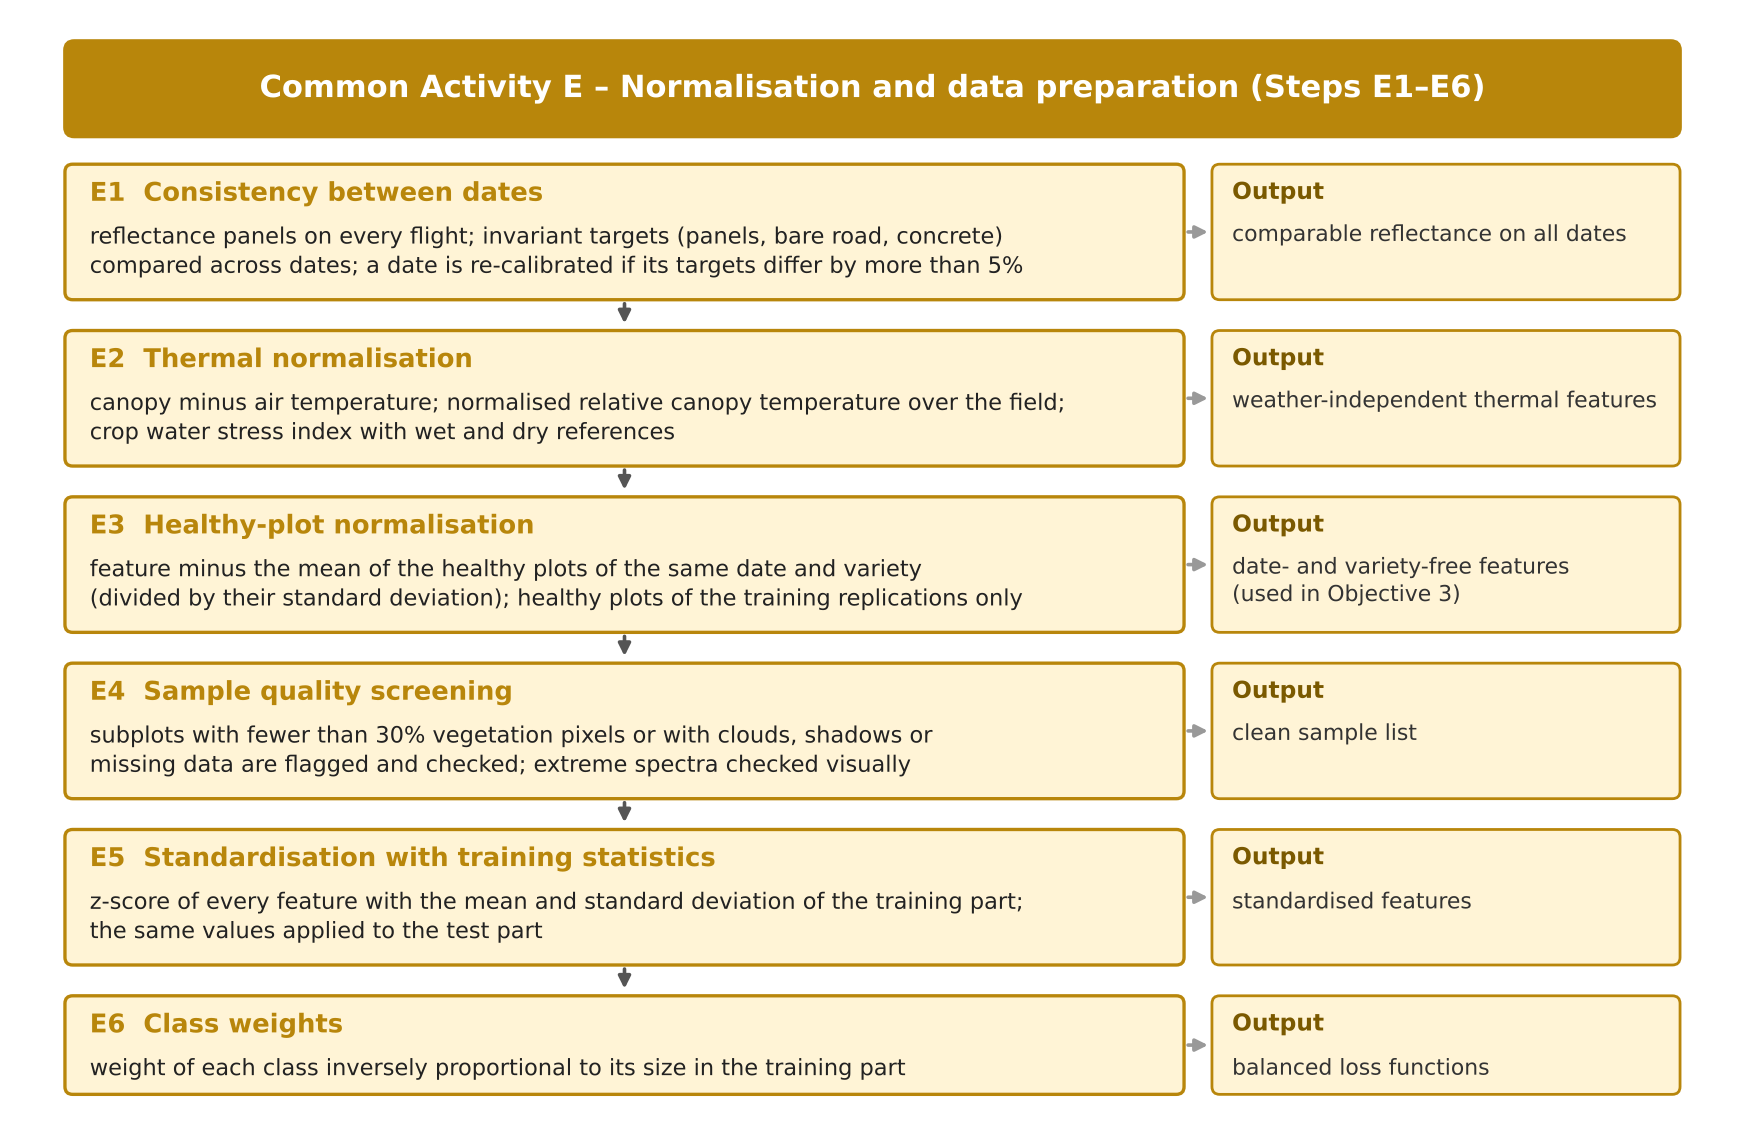 Common Activity E – Normalisation and data preparation (Steps E1–E6)
E1 Consistency between dates
reflectance panels on every flight; invariant targets (panels, bare road, concrete)
compared across dates; a date is re-calibrated if its targets differ by more than 5%
Output
comparable reflectance on all dates
E2 Thermal normalisation
canopy minus air temperature; normalised relative canopy temperature over the field;
crop water stress index with wet and dry references
Output
weather-independent thermal features
E3 Healthy-plot normalisation
feature minus the mean of the healthy plots of the same date and variety
(divided by their standard deviation); healthy plots of the training replications only
Output
date- and variety-free features
(used in Objective 3)
E4 Sample quality screening
subplots with fewer than 30% vegetation pixels or with clouds, shadows or
missing data are flagged and checked; extreme spectra checked visually
Output
clean sample list
E5 Standardisation with training statistics
z-score of every feature with the mean and standard deviation of the training part;
the same values applied to the test part
Output
standardised features
E6 Class weights
weight of each class inversely proportional to its size in the training part
Output
balanced loss functions